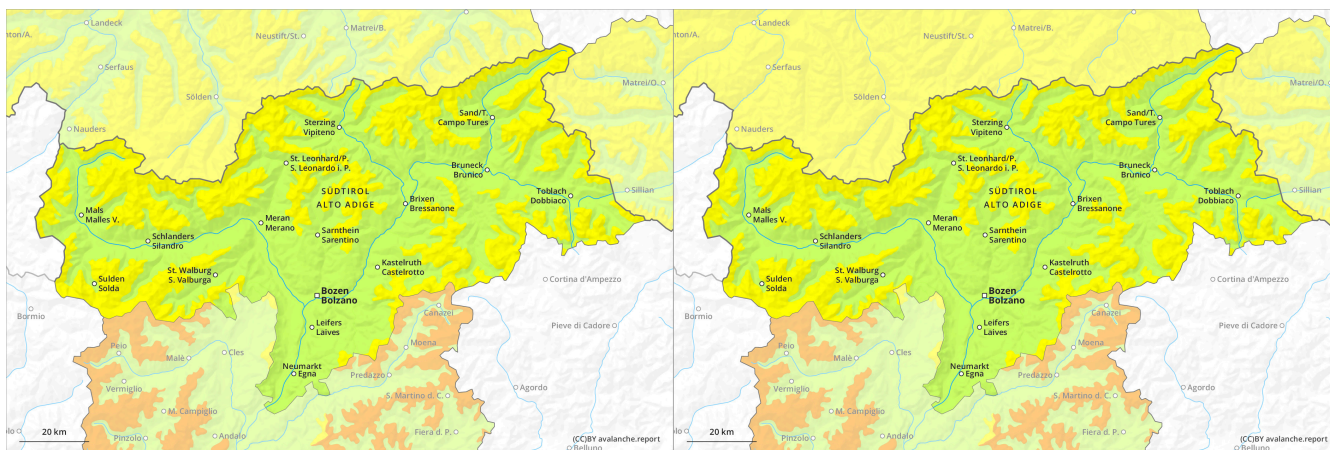 Landeck
nton/A.
Neustift/St.
Matrei/B.
Serfaus
Sölden
Matrei/O.
Nauders
Sand/T.
Campo Tures
Sterzing
Vipiteno
St. Leonhard/P.
S. Leonardo i. P.
Bruneck
Brunico
SÜDTIROL
ALTO ADIGE
Toblach
Dobbiaco
Sillian
Brixen
Bressanone
Mals
Malles V.
Meran
Merano
Schlanders
Silandro
Sarnthein
Sarentino
St. Walburg
S. Valburga
Kastelruth
Castelrotto
Sulden
Solda
Cortina d'Ampezzo
Bozen
Bolzano
Bormio
Canazei
Leifers
Laives
Pieve di Cadore
Peio
Malè
Cles
Moena
Neumarkt
Egna
Predazzo
Vermiglio
Agordo
S. Martino d. C.
M. Campiglio
20 km
Pinzolo
Andalo
Fiera d. P.
(CC)BY avalanche.report
Belluno
Landeck
nton/A.
Neustift/St.
Matrei/B.
Serfaus
Sölden
Matrei/O.
Nauders
Sand/T.
Campo Tures
Sterzing
Vipiteno
St. Leonhard/P.
S. Leonardo i. P.
Bruneck
Brunico
SÜDTIROL
ALTO ADIGE
Toblach
Dobbiaco
Sillian
Brixen
Bressanone
Mals
Malles V.
Meran
Merano
Schlanders
Silandro
Sarnthein
Sarentino
St. Walburg
S. Valburga
Kastelruth
Castelrotto
Sulden
Solda
Cortina d'Ampezzo
Bozen
Bolzano
Bormio
Canazei
Leifers
Laives
Pieve di Cadore
Peio
Malè
Cles
Moena
Neumarkt
Egna
Predazzo
Vermiglio
Agordo
S. Martino d. C.
M. Campiglio
20 km
Pinzolo
Andalo
Fiera d. P.
(CC)BY avalanche.report
Belluno